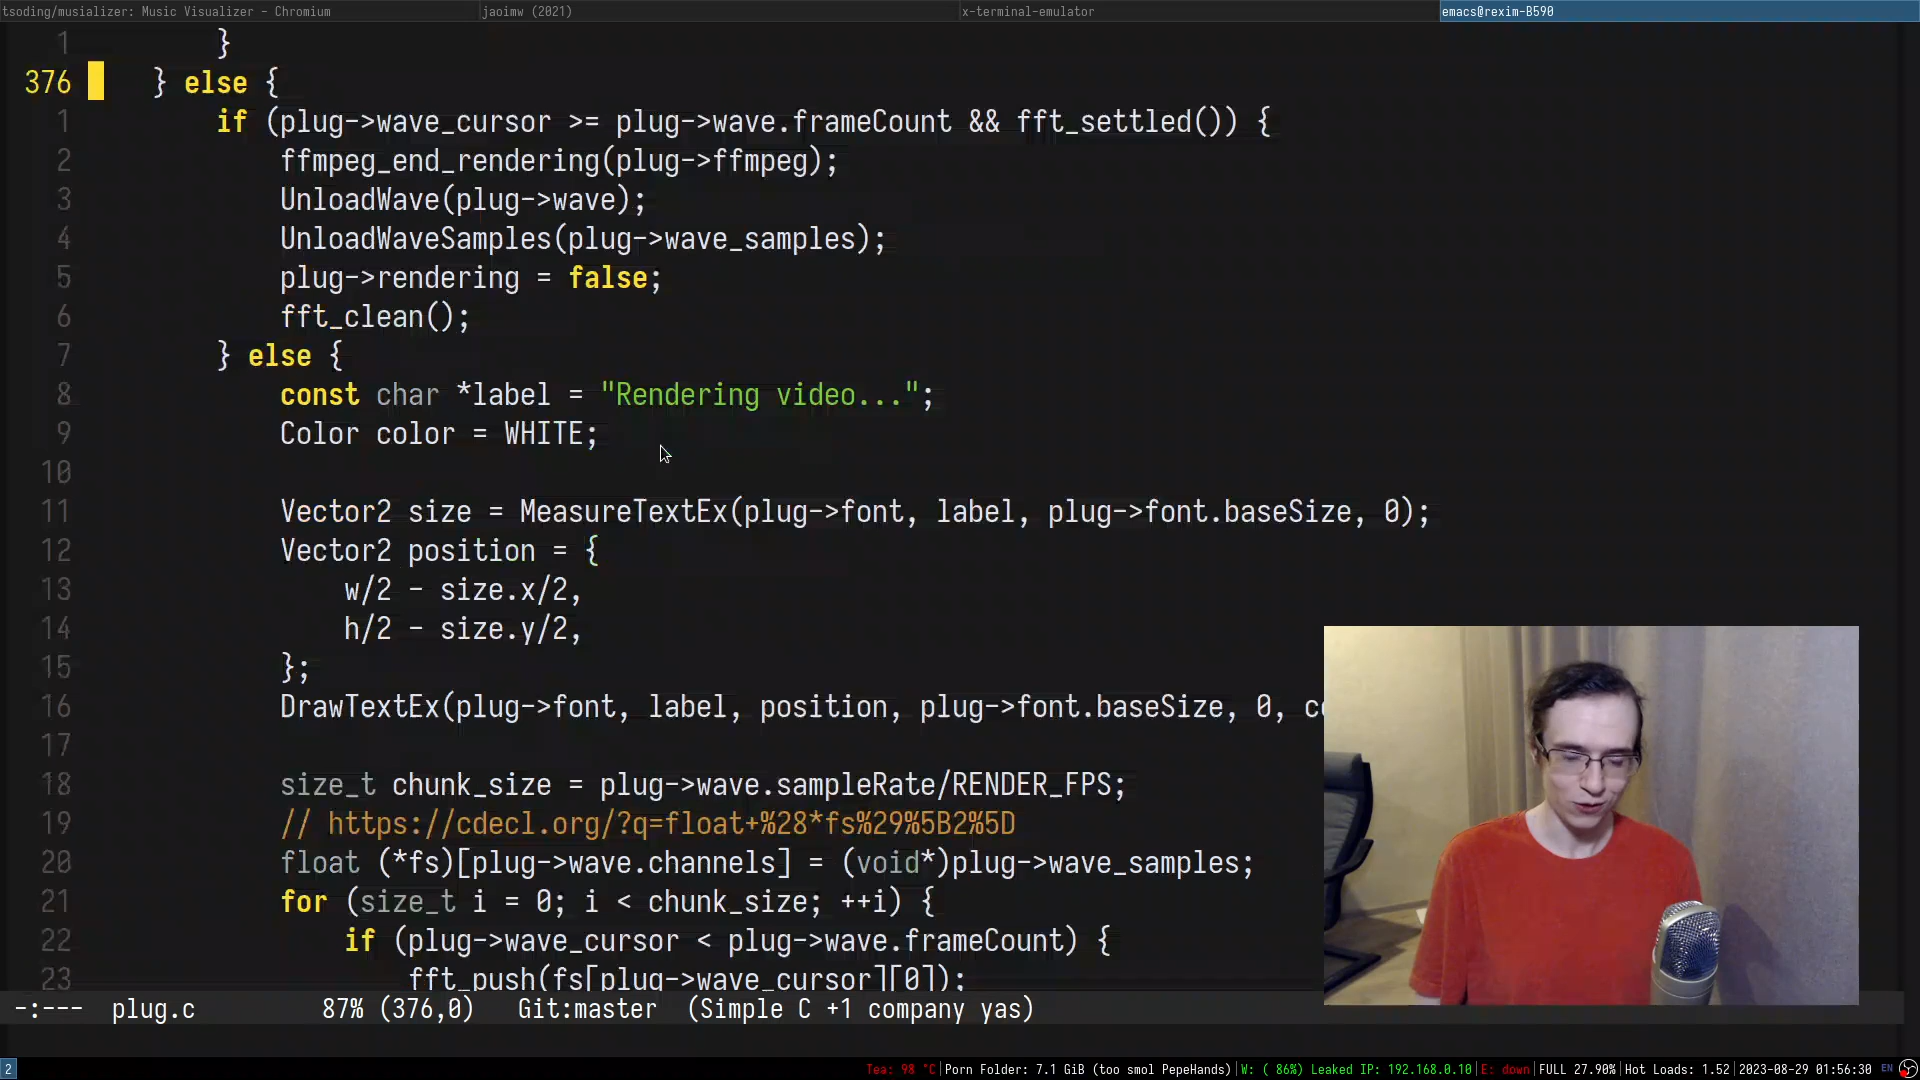 tsoding/musializer: Music Visualizer - Chromium
jaoimw (2021)
x-terminal-emulator
emacs@rexim-B590
1 }
376 } else {
1 if (plug->wave_cursor >= plug->wave.frameCount && fft_settled()) {
2 ffmpeg_end_rendering(plug->ffmpeg);
3 UnloadWave(plug->wave);
4 UnloadWaveSamples(plug->wave_samples);
5 plug->rendering = false;
6 fft_clean();
7 } else {
8 const char *label = "Rendering video...";
9 Color color = WHITE;
10
11 Vector2 size = MeasureTextEx(plug->font, label, plug->font.baseSize, 0);
12 Vector2 position = {
13 w/2 - size.x/2,
14 h/2 - size.y/2,
15 };
16 DrawTextEx(plug->font, label, position, plug->font.baseSize, 0, co
17
18 size_t chunk_size = plug->wave.sampleRate/RENDER_FPS;
19 // https://cdecl.org/?q=float+%28*fs%29%5B2%5D
20 float (*fs)[plug->wave.channels] = (void*)plug->wave_samples;
21 for (size_t i = 0; i < chunk_size; ++i) {
22 if (plug->wave_cursor < plug->wave.frameCount) {
23 fft_push(fs[plug->wave_cursor][0]);
-:--- plug.c 87% (376,0) Git:master (Simple C +1 company yas)
2 Tea: 98 °C|Porn Folder: 7.1 GiB (too smol PepeHands)|W: ( 86%) Leaked IP: 192.168.0.10|E: down|FULL 27.90%|Hot Loads: 1.52|2023-08-29 01:56:30 EN